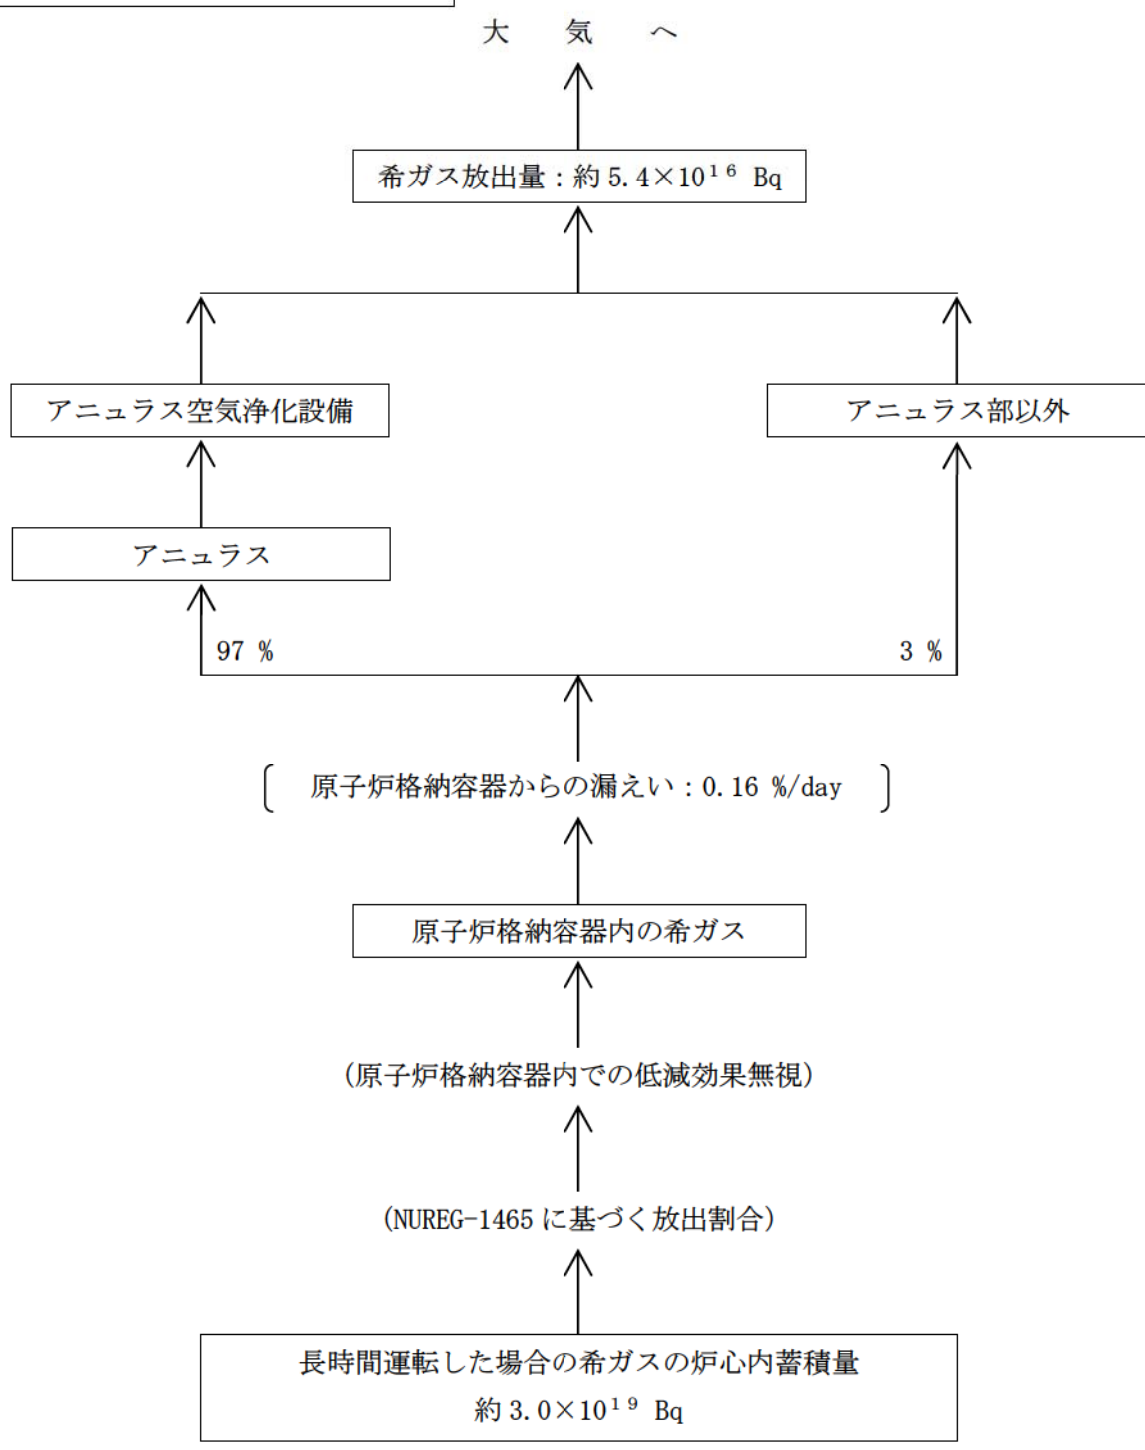 大 気 へ
希ガス放出量:約 5.4×10¹⁶ Bq
アニュラス空気浄化設備
アニュラス部以外
アニュラス
97 %
3 %
原子炉格納容器からの漏えい:0.16 %/day
原子炉格納容器内の希ガス
(原子炉格納容器内での低減効果無視)
(NUREG-1465 に基づく放出割合)
長時間運転した場合の希ガスの炉心内蓄積量
約 3.0×10¹⁹ Bq